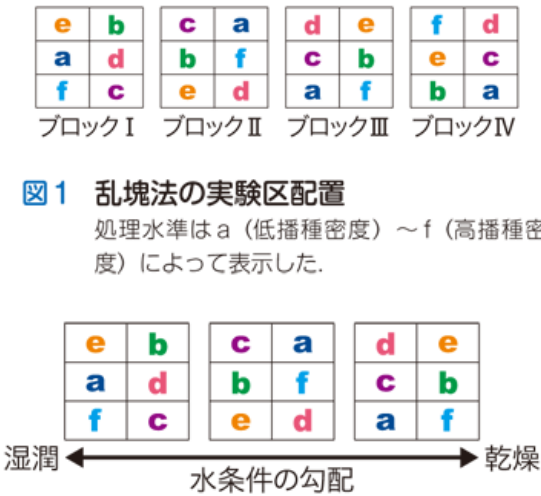 e b c a d e f d
a d b f c b e c
f c e d a f b a
ブロックⅠ ブロックⅡ ブロックⅢ ブロックⅣ
図1 乱塊法の実験区配置
処理水準はa（低播種密度）〜f（高播種密
度）によって表示した.
e b c a d e
a d b f c b
f c e d a f
湿潤 乾燥
水条件の勾配